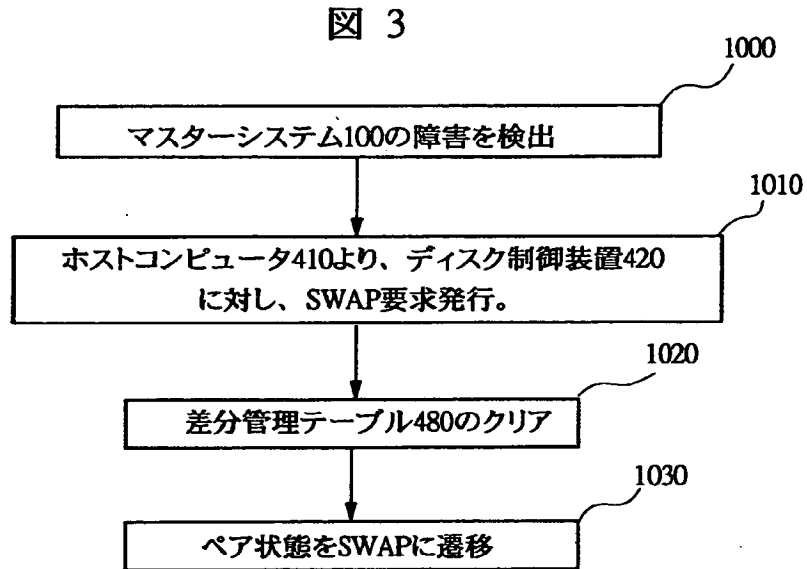 図 3
1000
マスターシステム100の障害を検出
1010
ホストコンピュータ410より、ディスク制御装置420
に対し、SWAP要求発行。
1020
差分管理テーブル480のクリア
1030
ペア状態をSWAPに遷移